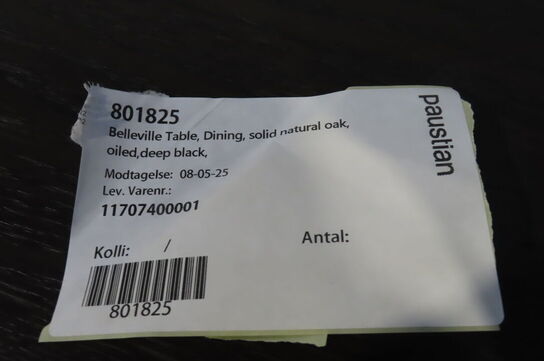 801825
Belleville Table, Dining, solid natural oak,
oiled,deep black,
Modtagelse: 08-05-25
Lev. Varenr.:
11707400001
Kolli: /
Antal:
801825
paustian